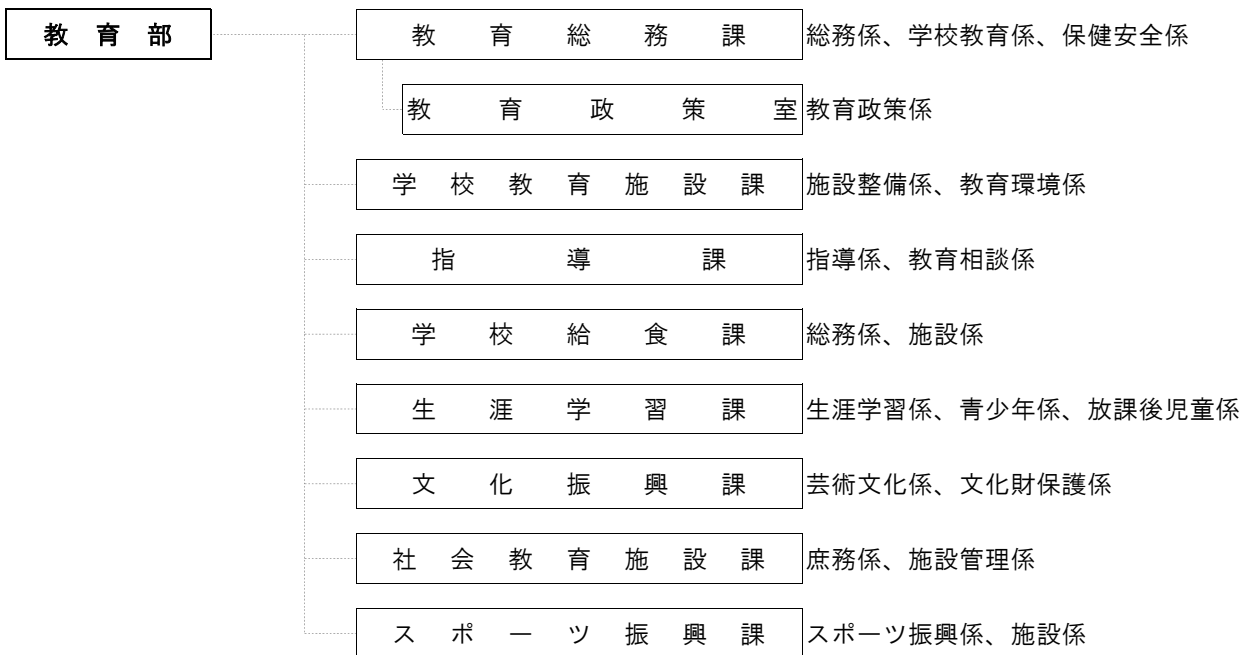 教育部
教育総務課 総務係、学校教育係、保健安全係
教育政策室 教育政策係
学校教育施設課 施設整備係、教育環境係
指導課 指導係、教育相談係
学校給食課 総務係、施設係
生涯学習課 生涯学習係、青少年係、放課後児童係
文化振興課 芸術文化係、文化財保護係
社会教育施設課 庶務係、施設管理係
スポーツ振興課 スポーツ振興係、施設係